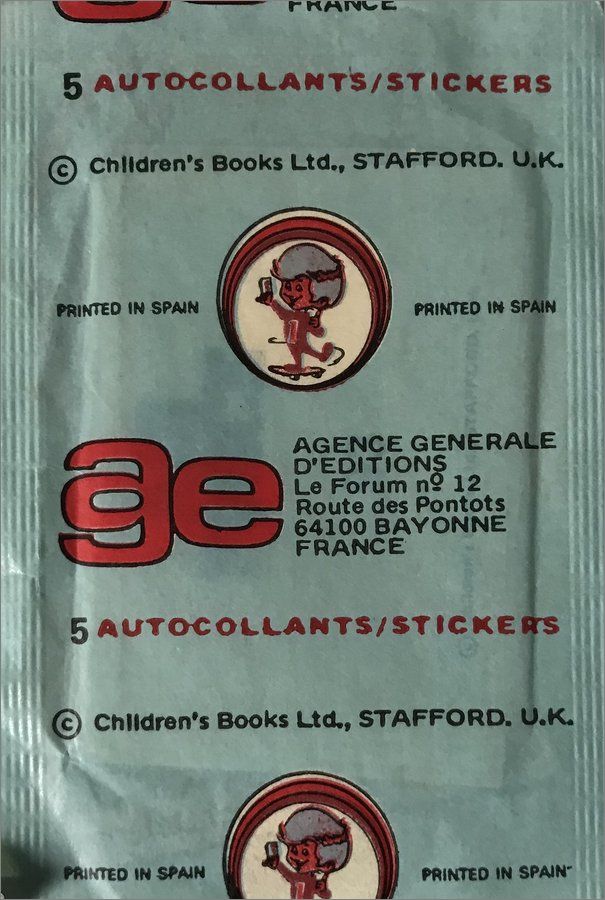 FRANCE
5 AUTOCOLLANTS/STICKERS
© Children's Books Ltd., STAFFORD. U.K.
PRINTED IN SPAIN
PRINTED IN SPAIN
age
AGENCE GENERALE
D'EDITIONS
Le Forum nº 12
Route des Pontots
64100 BAYONNE
FRANCE
5 AUTOCOLLANTS/STICKERS
© Children's Books Ltd., STAFFORD. U.K.
PRINTED IN SPAIN
PRINTED IN SPAIN